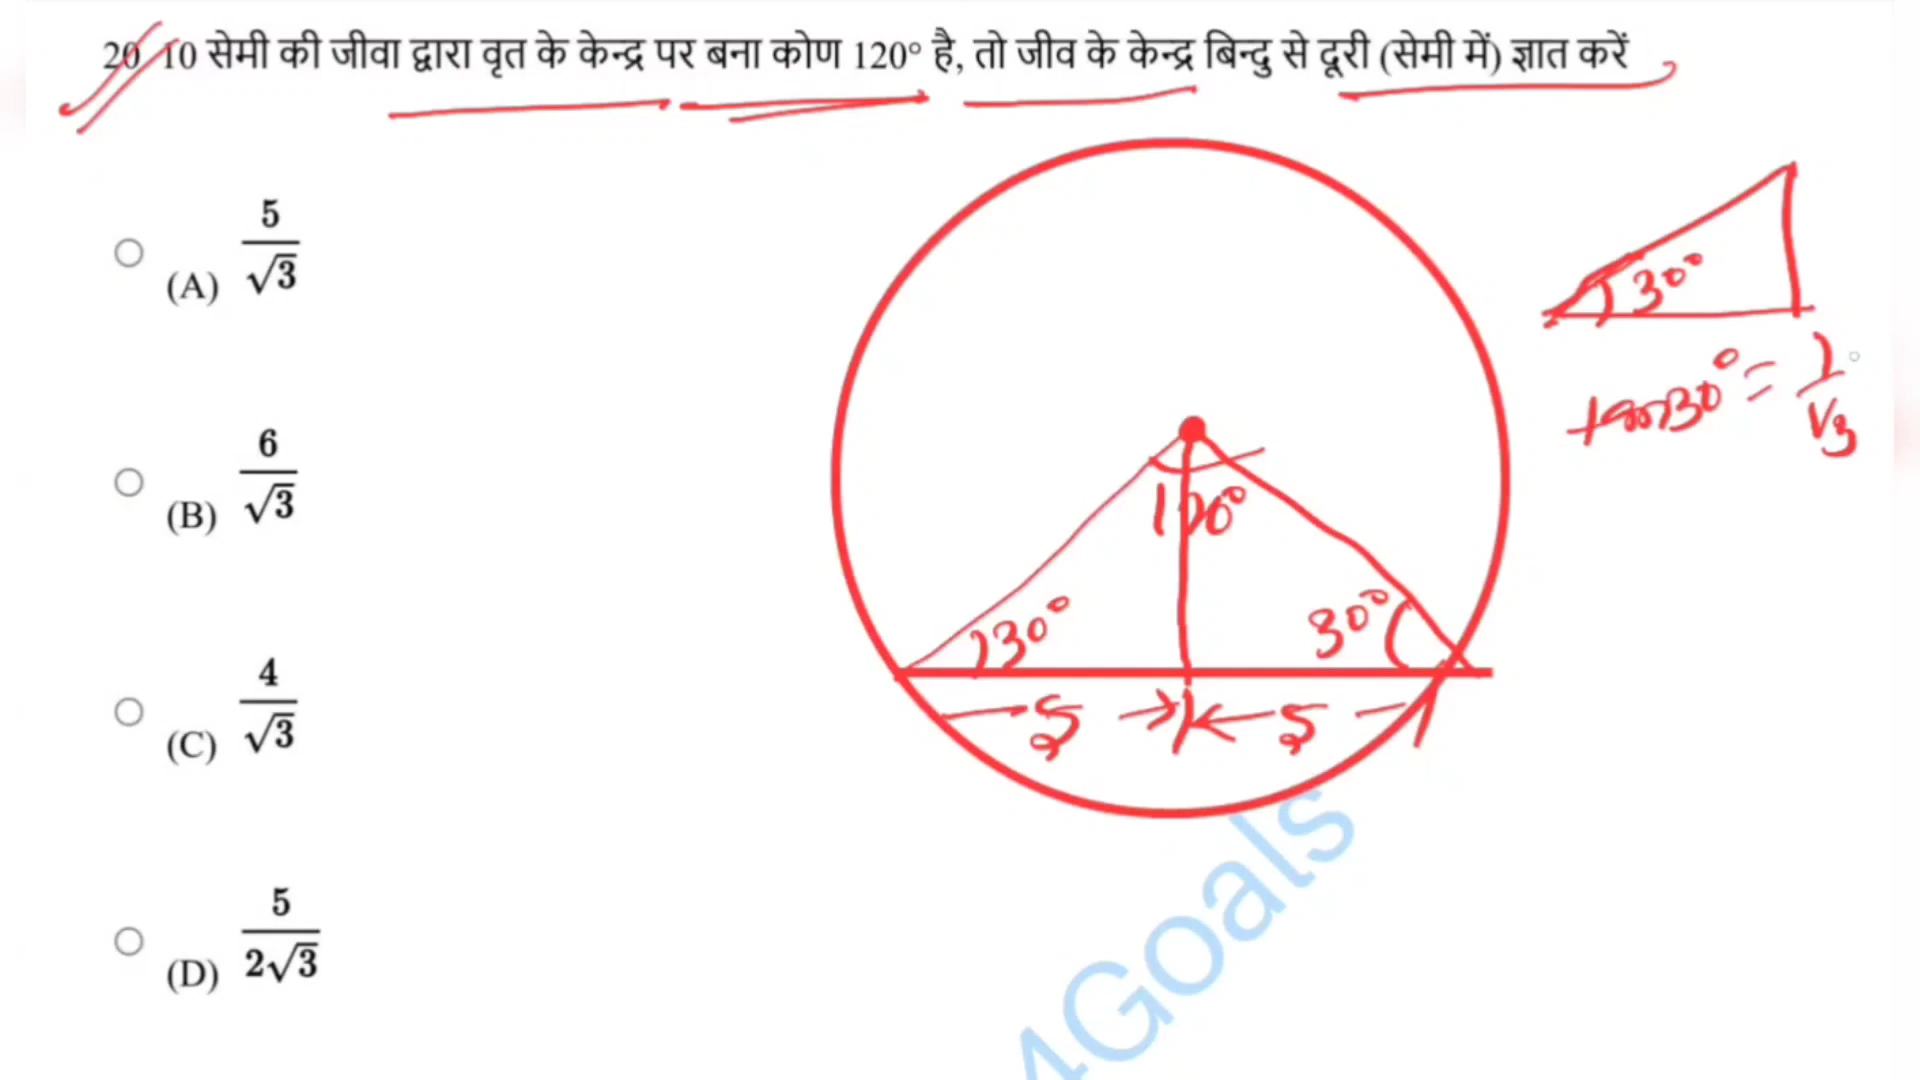 20 10 सेमी की जीवा द्वारा वृत के केन्द्र पर बना कोण 120° है, तो जीव के केन्द्र बिन्दु से दूरी (सेमी में) ज्ञात करें
(A) 5/√3
(B) 6/√3
(C) 4/√3
(D) 5/2√3
30°
tan30° = 1/√3
120°
30° 30°
5 5
4Goals